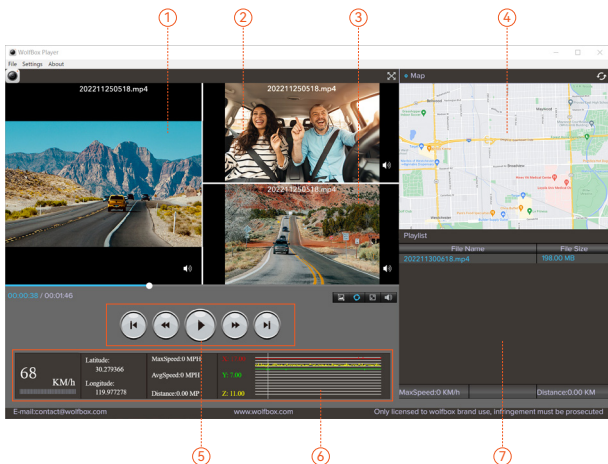 1
2
3
4
Wolfbox Player
File Settings About
202211250518.mp4
202211250518.mp4
Map
202211250518.mp4
Playlist
File Name File Size
202211300618.mp4 198.00 MB
00:00:38 / 00:01:46
68 KM/h
Latitude:
30.279366
Longitude:
119.977278
MaxSpeed:0 MPH
AvgSpeed:0 MPH
Distance:0.00 MP
Y: 7.00
Z: 11.00
MaxSpeed:0 KM/h Distance:0.00 KM
E-mail:contact@wolfbox.com www.wolfbox.com Only licensed to wolfbox brand use, infringement must be prosecuted
5
6
7